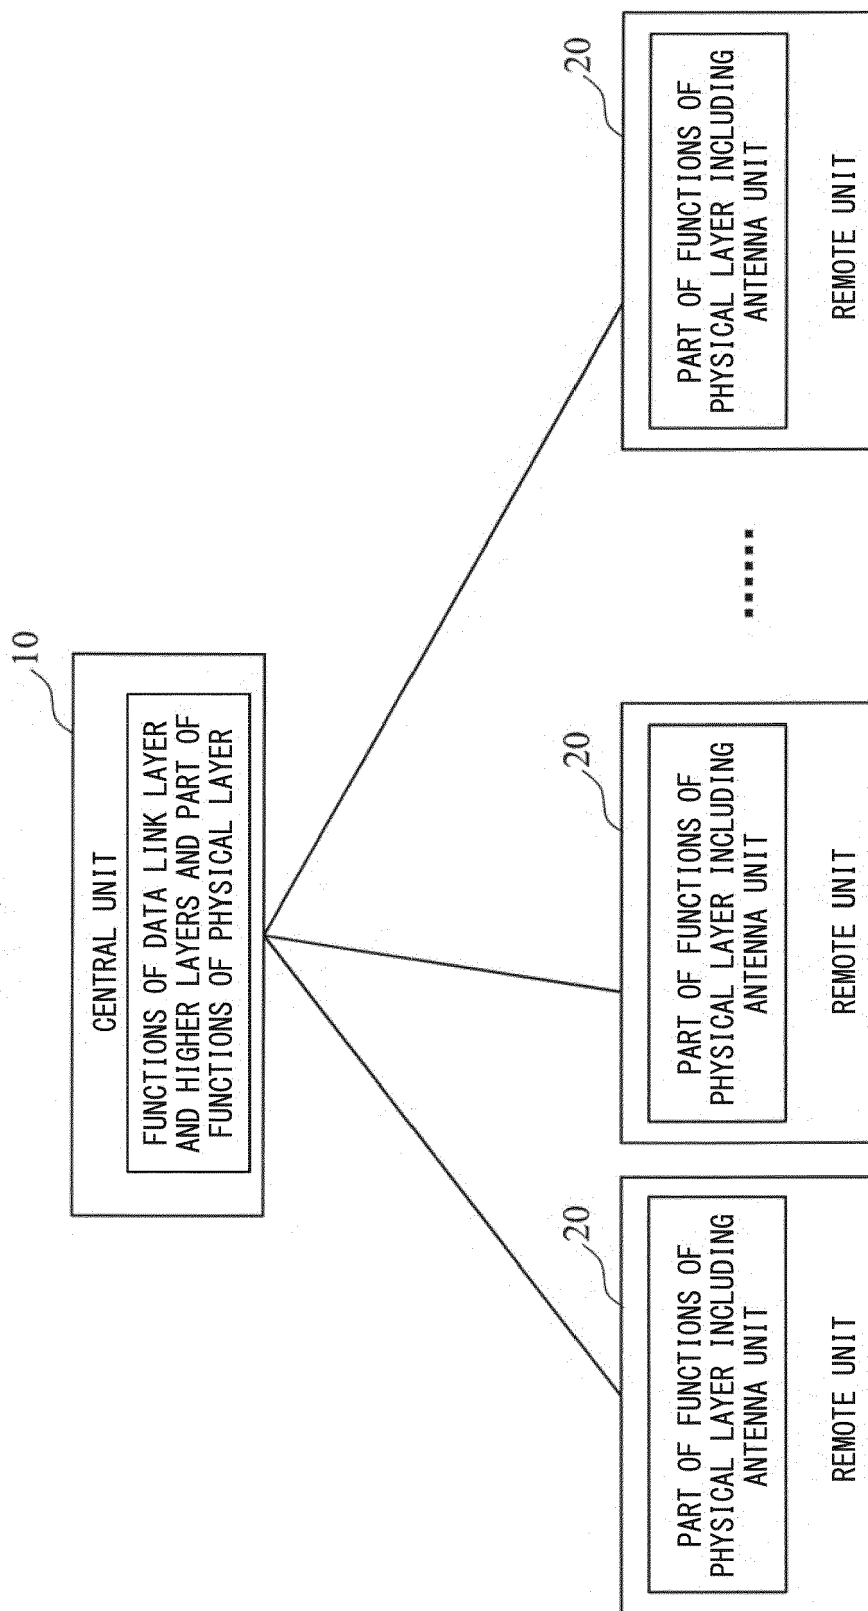 10
CENTRAL UNIT
FUNCTIONS OF DATA LINK LAYER
AND HIGHER LAYERS AND PART OF
FUNCTIONS OF PHYSICAL LAYER
20
PART OF FUNCTIONS OF
PHYSICAL LAYER INCLUDING
ANTENNA UNIT
REMOTE UNIT
20
PART OF FUNCTIONS OF
PHYSICAL LAYER INCLUDING
ANTENNA UNIT
REMOTE UNIT
......
20
PART OF FUNCTIONS OF
PHYSICAL LAYER INCLUDING
ANTENNA UNIT
REMOTE UNIT